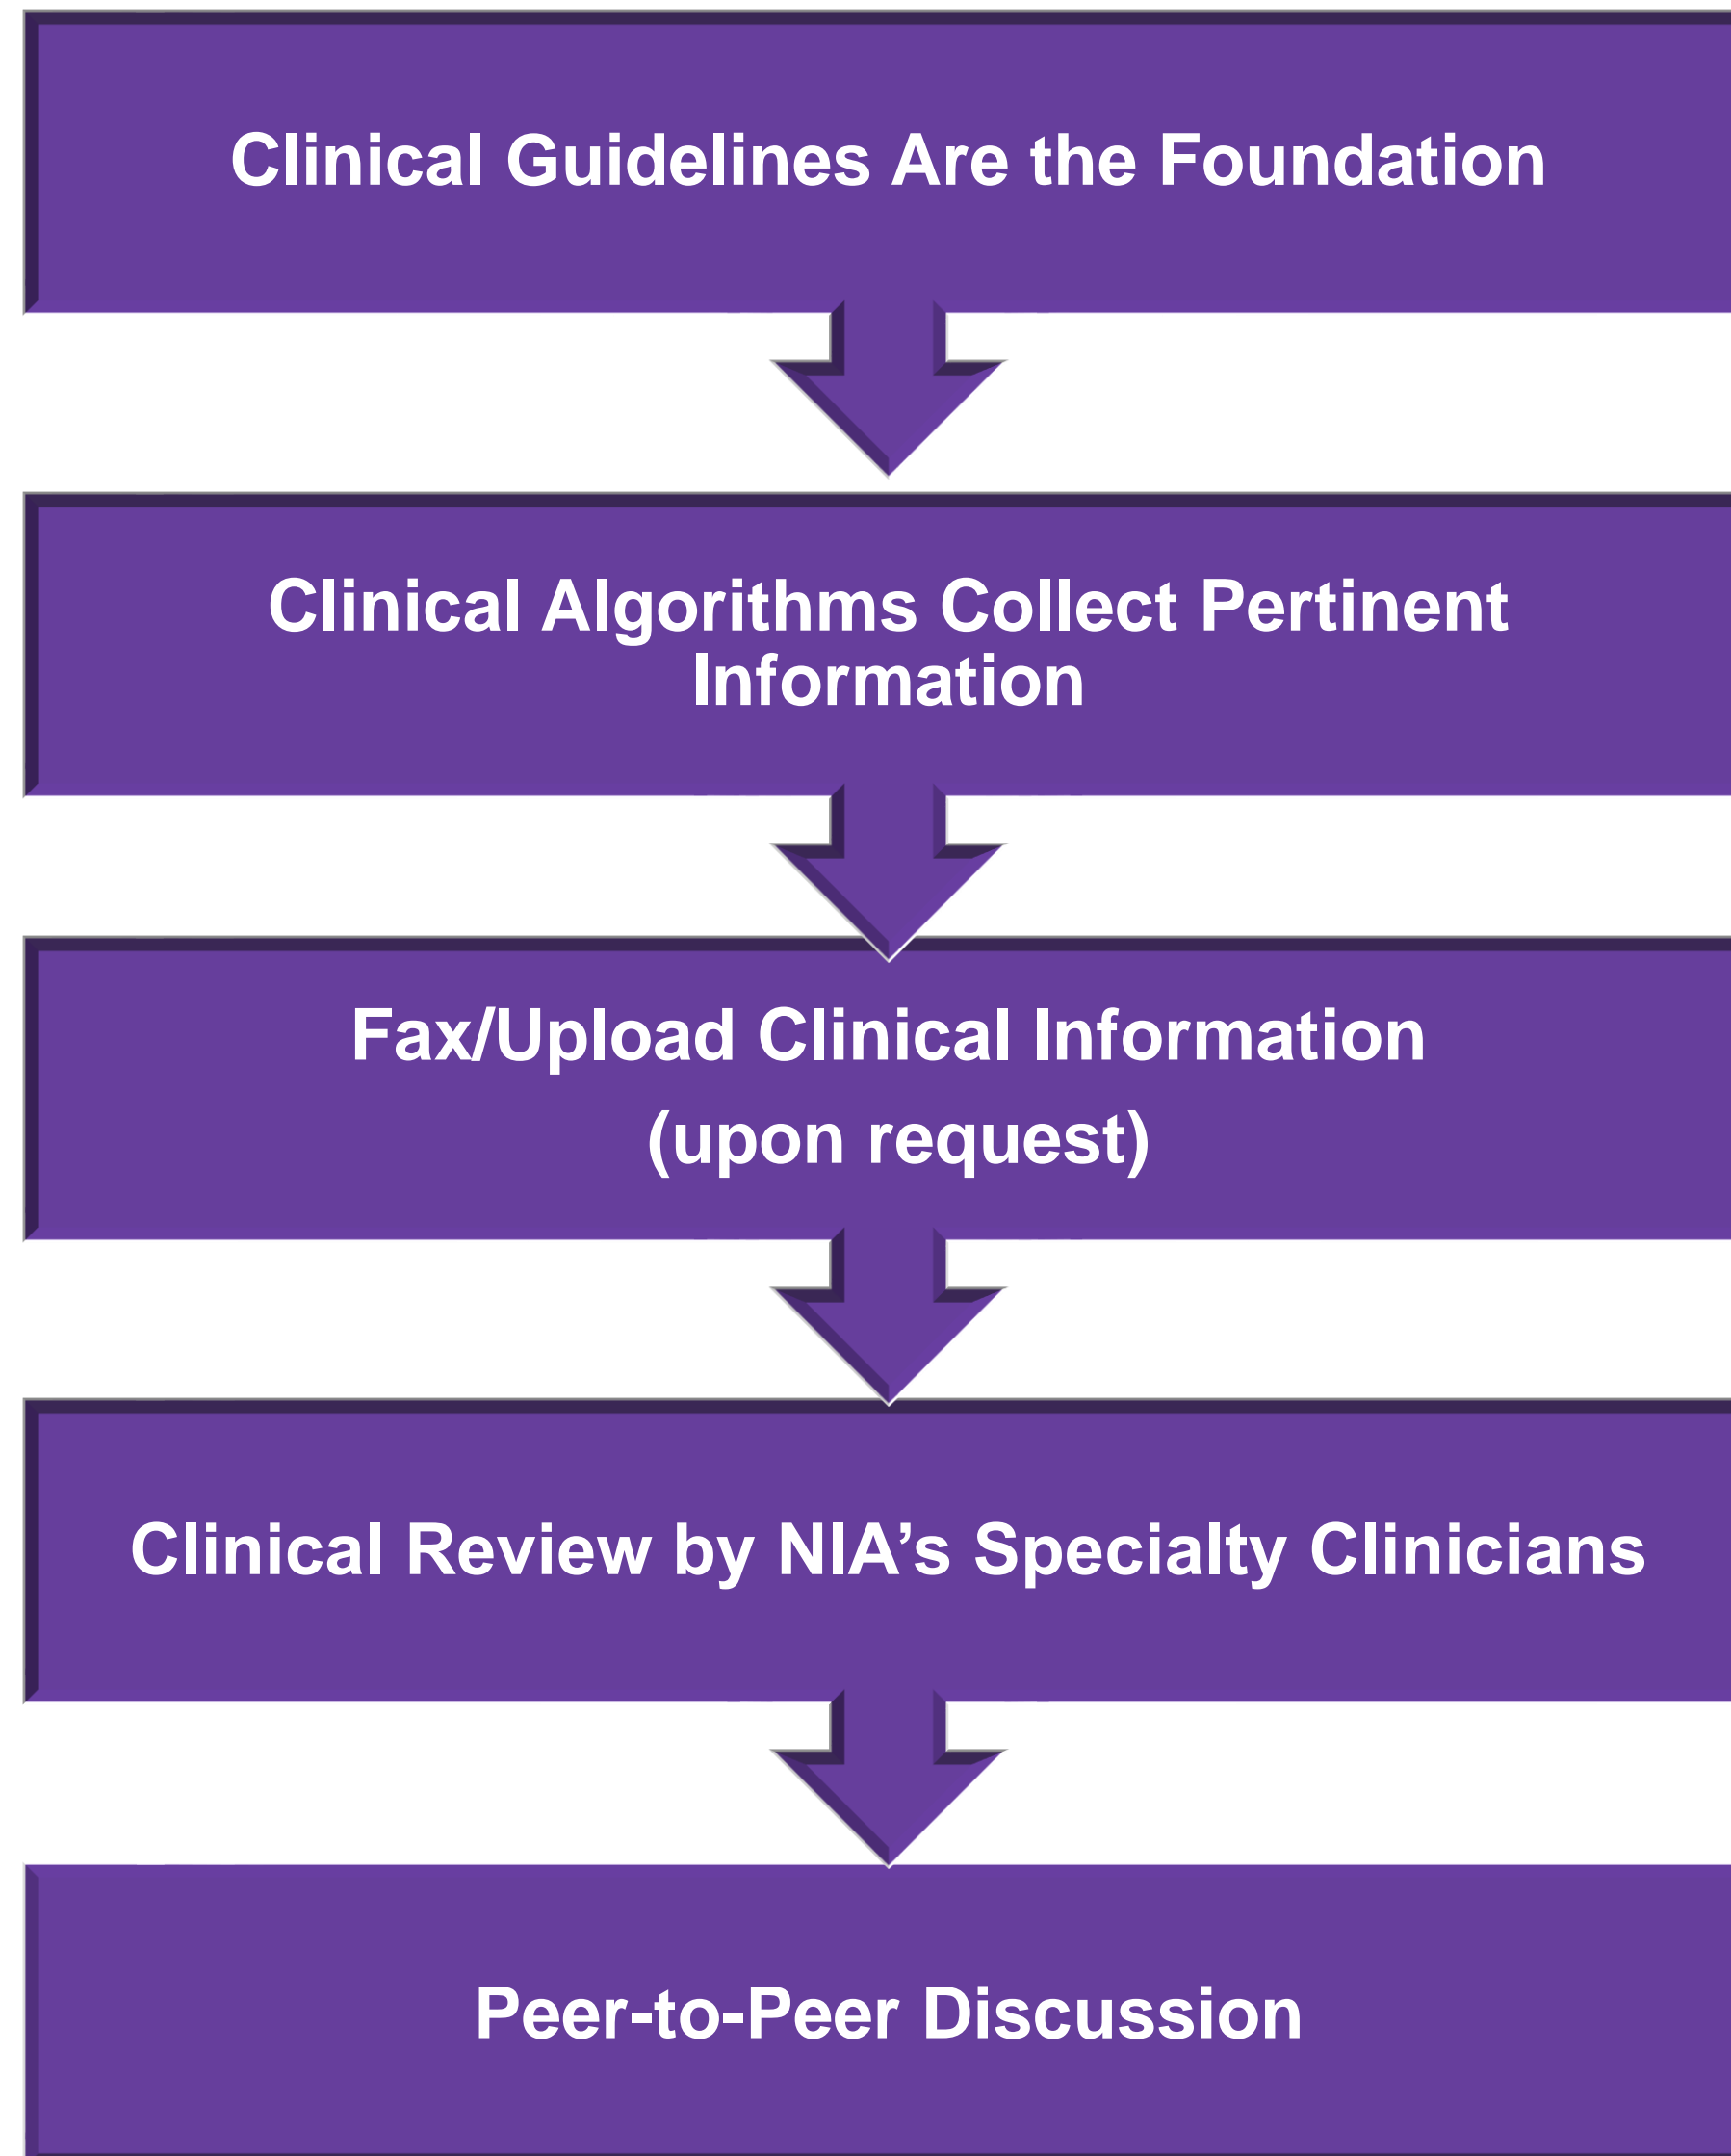 Clinical Guidelines Are the Foundation
Clinical Algorithms Collect Pertinent
Information
Fax/Upload Clinical Information
(upon request)
Clinical Review by NIA’s Specialty Clinicians
Peer-to-Peer Discussion